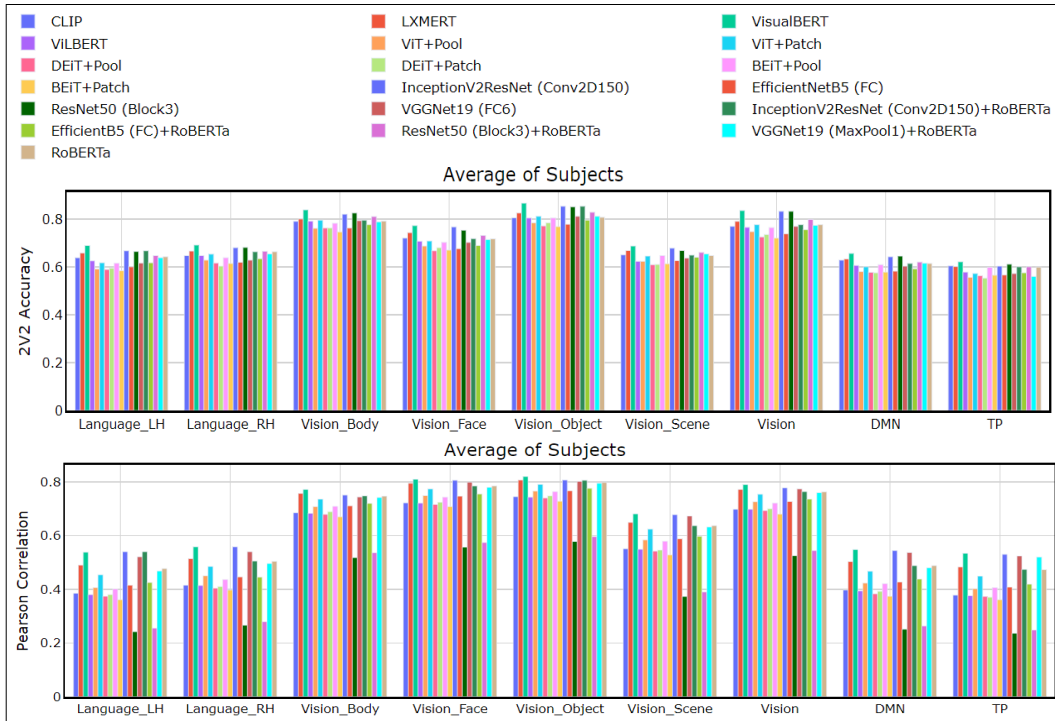 CLIP LXMERT VisualBERT
ViLBERT ViT+Pool ViT+Patch
DEiT+Pool DEiT+Patch BEiT+Pool
BEiT+Patch InceptionV2ResNet (Conv2D150) EfficientNetB5 (FC)
ResNet50 (Block3) VGGNet19 (FC6) InceptionV2ResNet (Conv2D150)+RoBERTa
EfficientB5 (FC)+RoBERTa ResNet50 (Block3)+RoBERTa VGGNet19 (MaxPool1)+RoBERTa
RoBERTa
Average of Subjects
2V2 Accuracy
0.8
0.6
0.4
0.2
0
Language_LH Language_RH Vision_Body Vision_Face Vision_Object Vision_Scene Vision DMN TP
Average of Subjects
Pearson Correlation
0.8
0.6
0.4
0.2
0
Language_LH Language_RH Vision_Body Vision_Face Vision_Object Vision_Scene Vision DMN TP